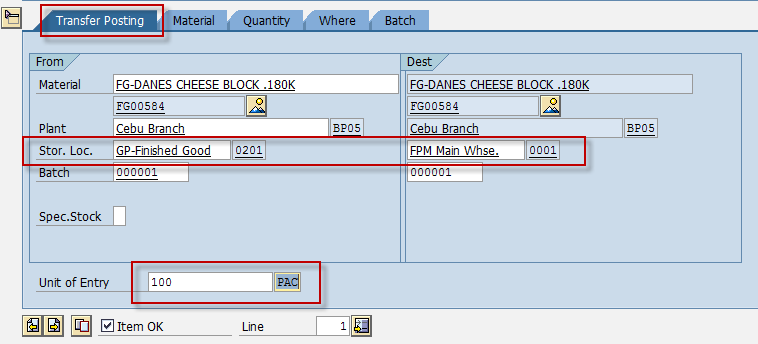 Transfer Posting Material Quantity Where Batch
From Dest
Material FG-DANES CHEESE BLOCK .180K FG-DANES CHEESE BLOCK .180K
FG00584 FG00584
Plant Cebu Branch BP05 Cebu Branch BP05
Stor. Loc. GP-Finished Good 0201 FPM Main Whse. 0001
Batch 000001 000001
Spec.Stock
Unit of Entry 100 PAC
Item OK Line 1